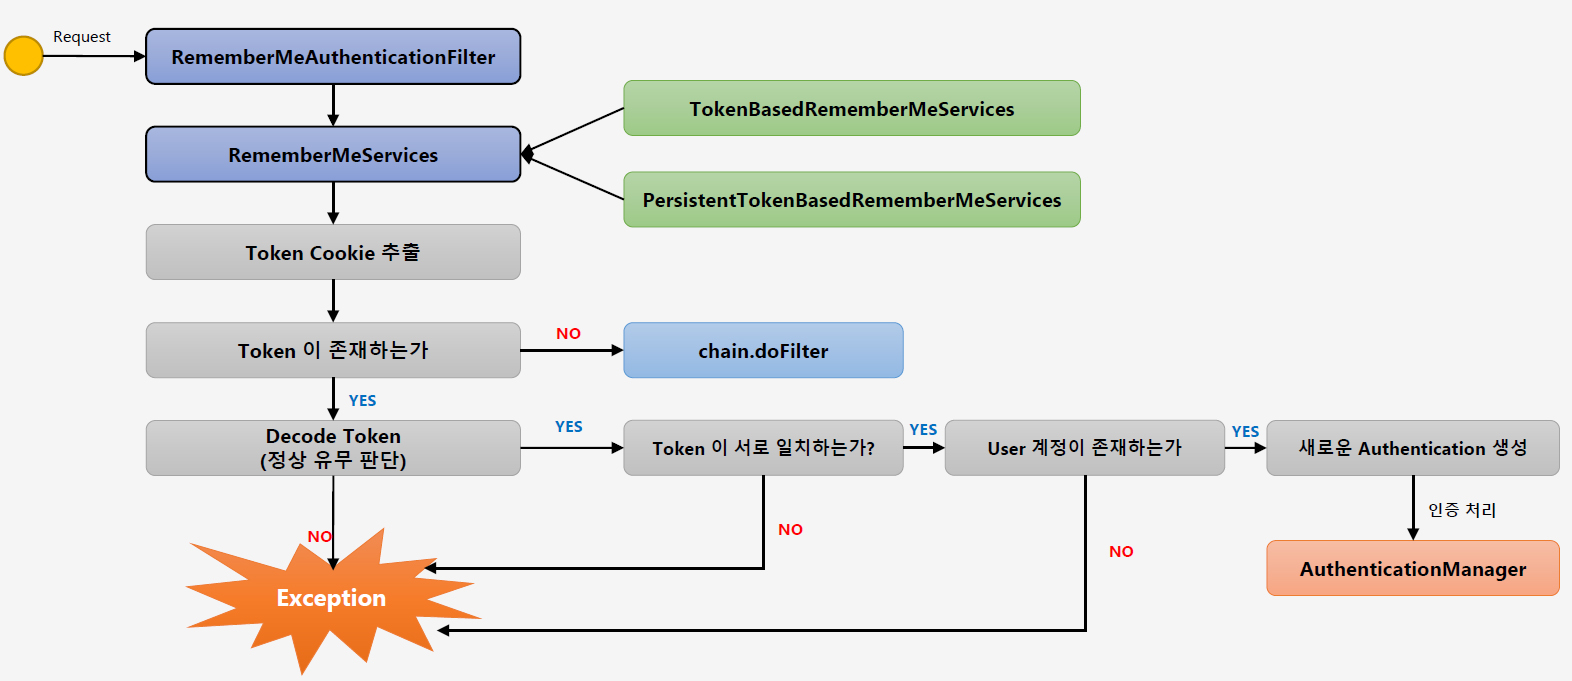 Request
RememberMeAuthenticationFilter
RememberMeServices
TokenBasedRememberMeServices
PersistentTokenBasedRememberMeServices
Token Cookie 추출
Token 이 존재하는가
NO
chain.doFilter
YES
Decode Token
(정상 유무 판단)
YES
Token 이 서로 일치하는가?
YES
User 계정이 존재하는가
YES
새로운 Authentication 생성
NO
NO
NO
인증 처리
Exception
AuthenticationManager